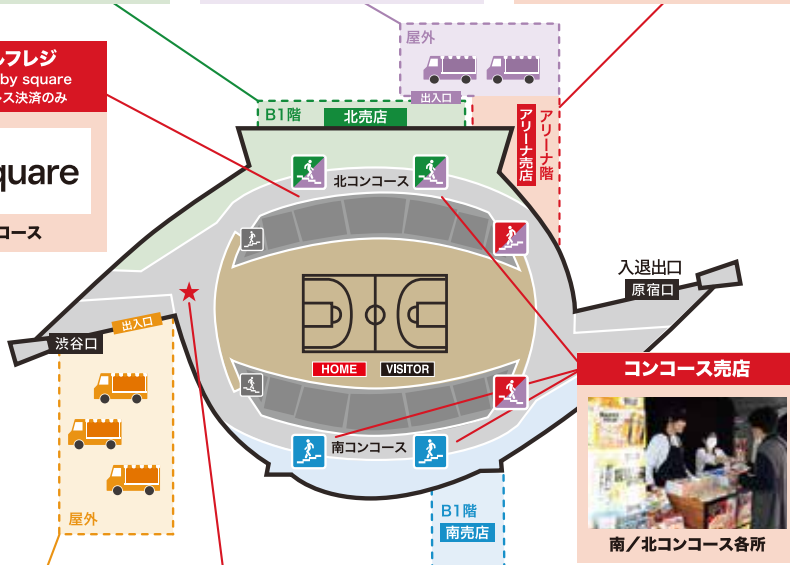 屋外
出入口
レフレジ
by square
ス決済のみ
quare
コース
B1階
北売店
アリーナ売店
アリーナ階
北コンコース
入退出口
原宿口
出入口
渋谷口
HOME
VISITOR
コンコース売店
南コンコース
屋外
B1階
南売店
南／北コンコース各所